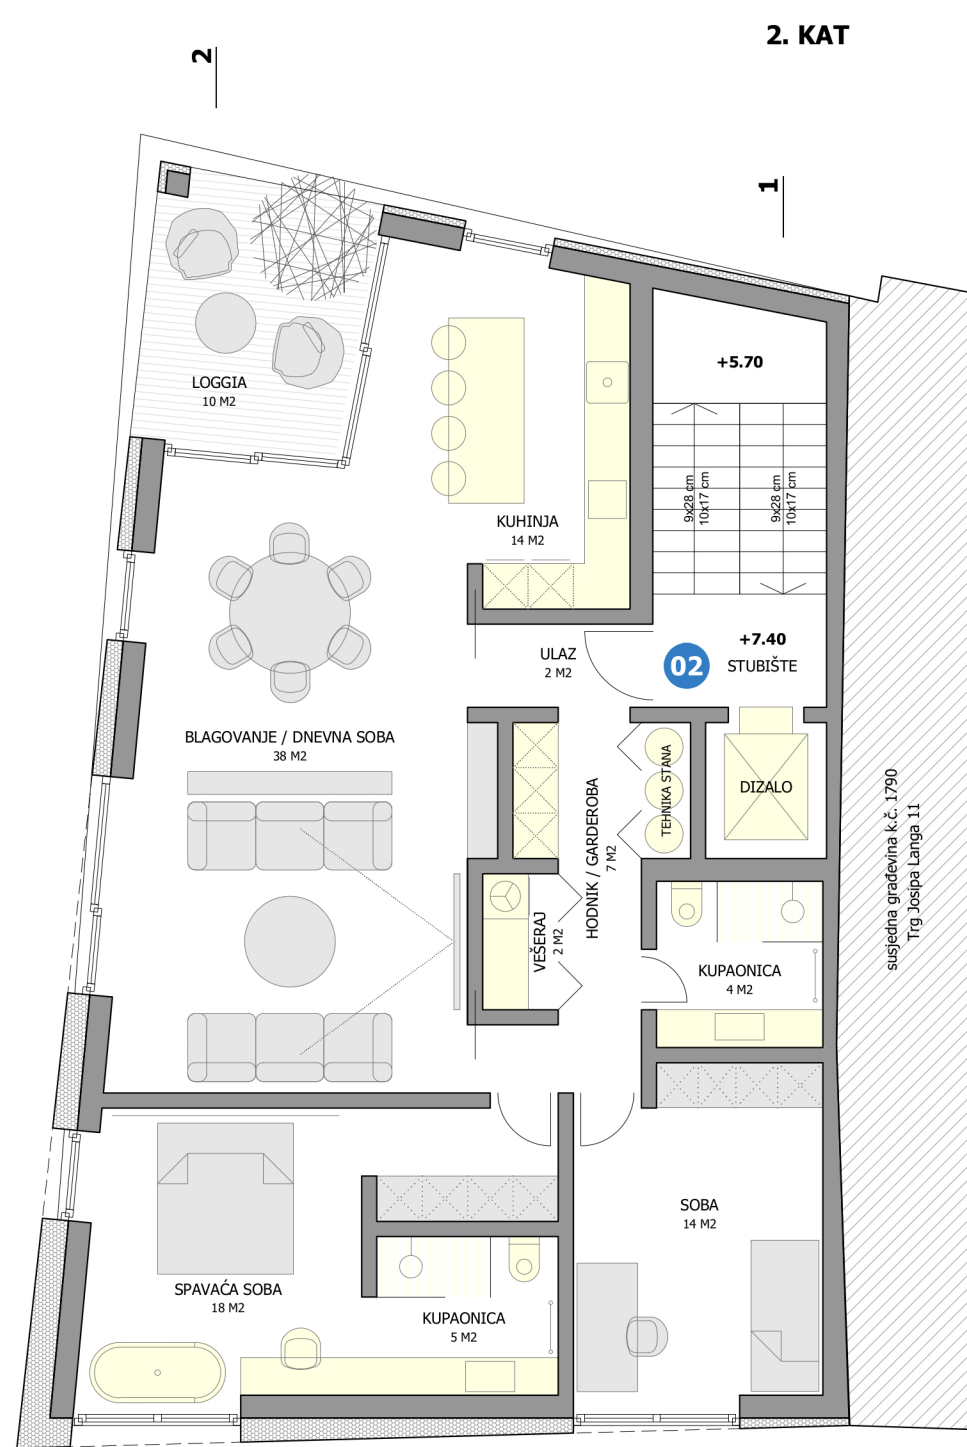 2. KAT
2
1
+5.70
LOGGIA
10 M2
9x28 cm
10x17 cm
9x28 cm
10x17 cm
KUHINJA
14 M2
+7.40
ULAZ
2 M2
02
STUBIŠTE
BLAGOVANJE / DNEVNA SOBA
38 M2
TEHNIKA STANA
DIZALO
HODNIK / GARDEROBA
7 M2
susjedna građevina k.č. 1790
Trg Josipa Langa 11
VEŠERAJ
2 M2
KUPAONICA
4 M2
SOBA
14 M2
SPAVAĆA SOBA
18 M2
KUPAONICA
5 M2